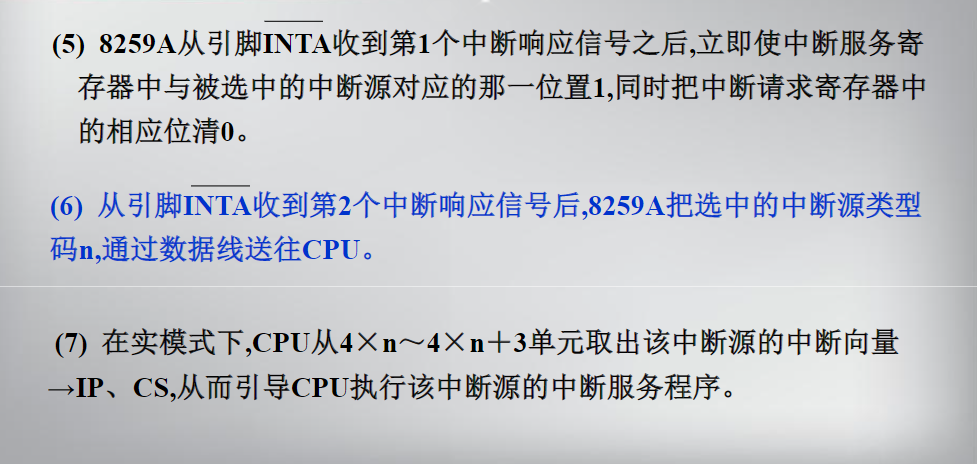 (5) 8259A从引脚INTA收到第1个中断响应信号之后,立即使中断服务寄
存器中与被选中的中断源对应的那一位置1,同时把中断请求寄存器中
的相应位清0。
(6) 从引脚INTA收到第2个中断响应信号后,8259A把选中的中断源类型
码n,通过数据线送往CPU。
(7) 在实模式下,CPU从4×n～4×n＋3单元取出该中断源的中断向量
→IP、CS,从而引导CPU执行该中断源的中断服务程序。